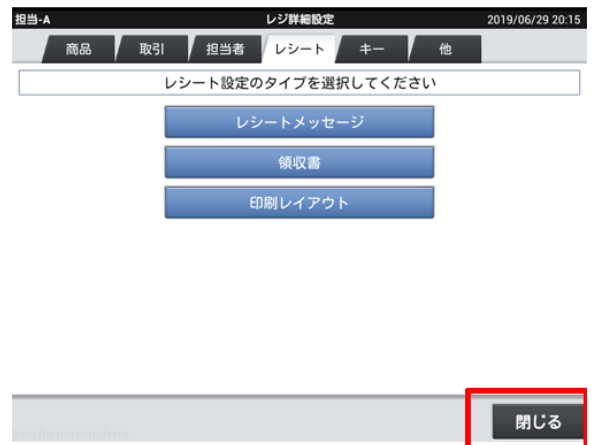 担当-A レジ詳細設定 2019/06/29 20:15
商品 取引 担当者 レシート キー 他
レシート設定のタイプを選択してください
レシートメッセージ
領収書
印刷レイアウト
閉じる